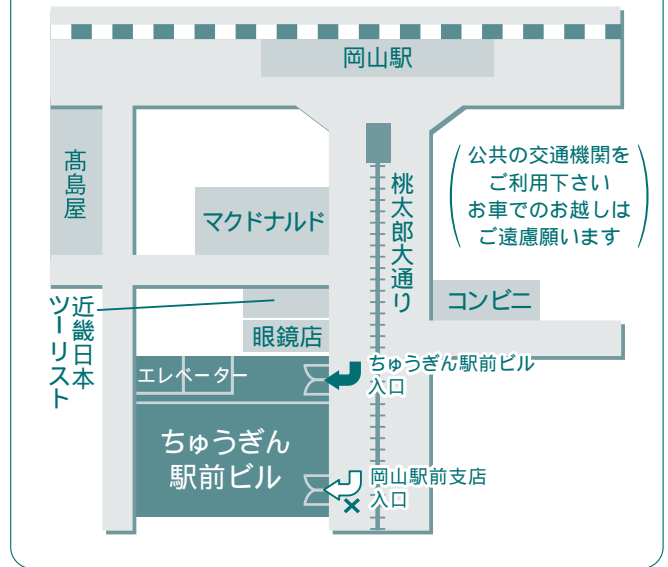 岡山駅
髙島屋
マクドナルド
桃太郎大通り
公共の交通機関を
ご利用下さい
お車でのお越しは
ご遠慮願います
近畿日本
ツーリスト
眼鏡店
コンビニ
エレベーター
ちゅうぎん駅前ビル
入口
ちゅうぎん
駅前ビル
岡山駅前支店
入口